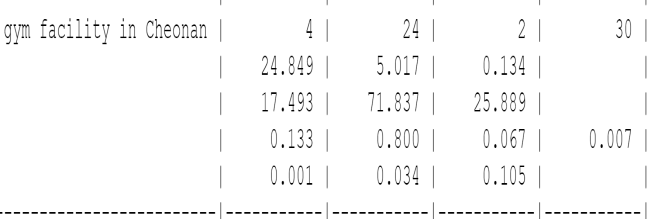 gym facility in Cheonan | 4 | 24 | 2 | 30 |
| 24.849 | 5.017 | 0.134 | |
| 17.493 | 71.837 | 25.889 | |
| 0.133 | 0.800 | 0.067 | 0.007 |
| 0.001 | 0.034 | 0.105 | |
------------------------|-----------|-----------|-----------|-----------|